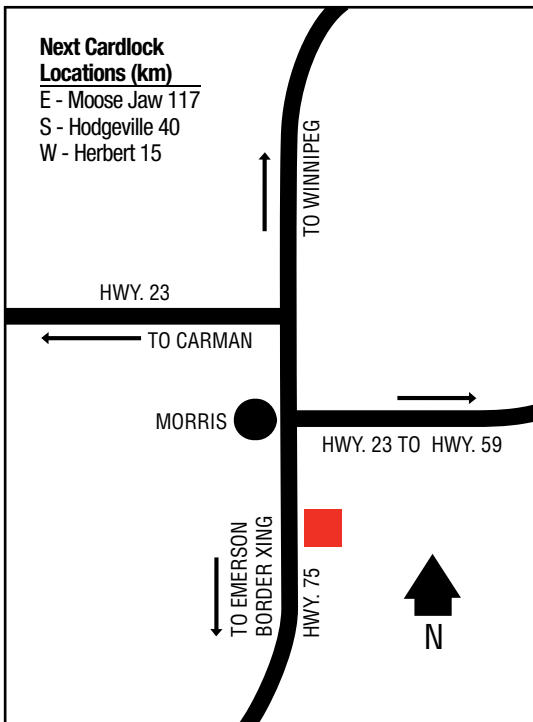 Next Cardlock
Locations (km)
E - Moose Jaw 117
S - Hodgeville 40
W - Herbert 15
TO WINNIPEG
HWY. 23
TO CARMAN
MORRIS
HWY. 23 TO HWY. 59
TO EMERSON
BORDER XING
HWY. 75
N